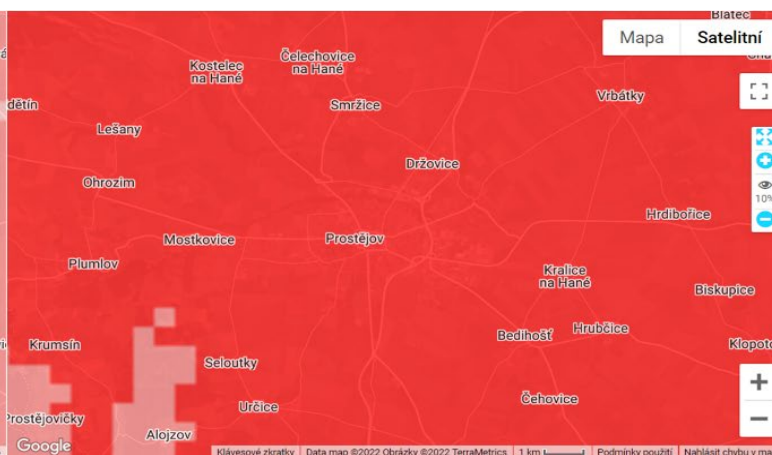 Blatec
Mapa
Satelitní
Čelechovice
na Hané
Kostelec
na Hané
Vrbátky
Smržice
dětín
Lešany
Držovice
10%
Ohrozim
Hrdibořice
Mostkovice
Prostějov
Plumlov
Kralice
na Hané
Biskupice
Bedihošť
Hrubčice
Krumsín
Klopoto
Seloutky
Čehovice
Určice
Prostějovičky
Alojzov
Google
Klávesové zkratky
Data map ©2022 Obrázky ©2022 TerraMetrics
1 km
Podmínky použití
Nahlásit chybu v ma